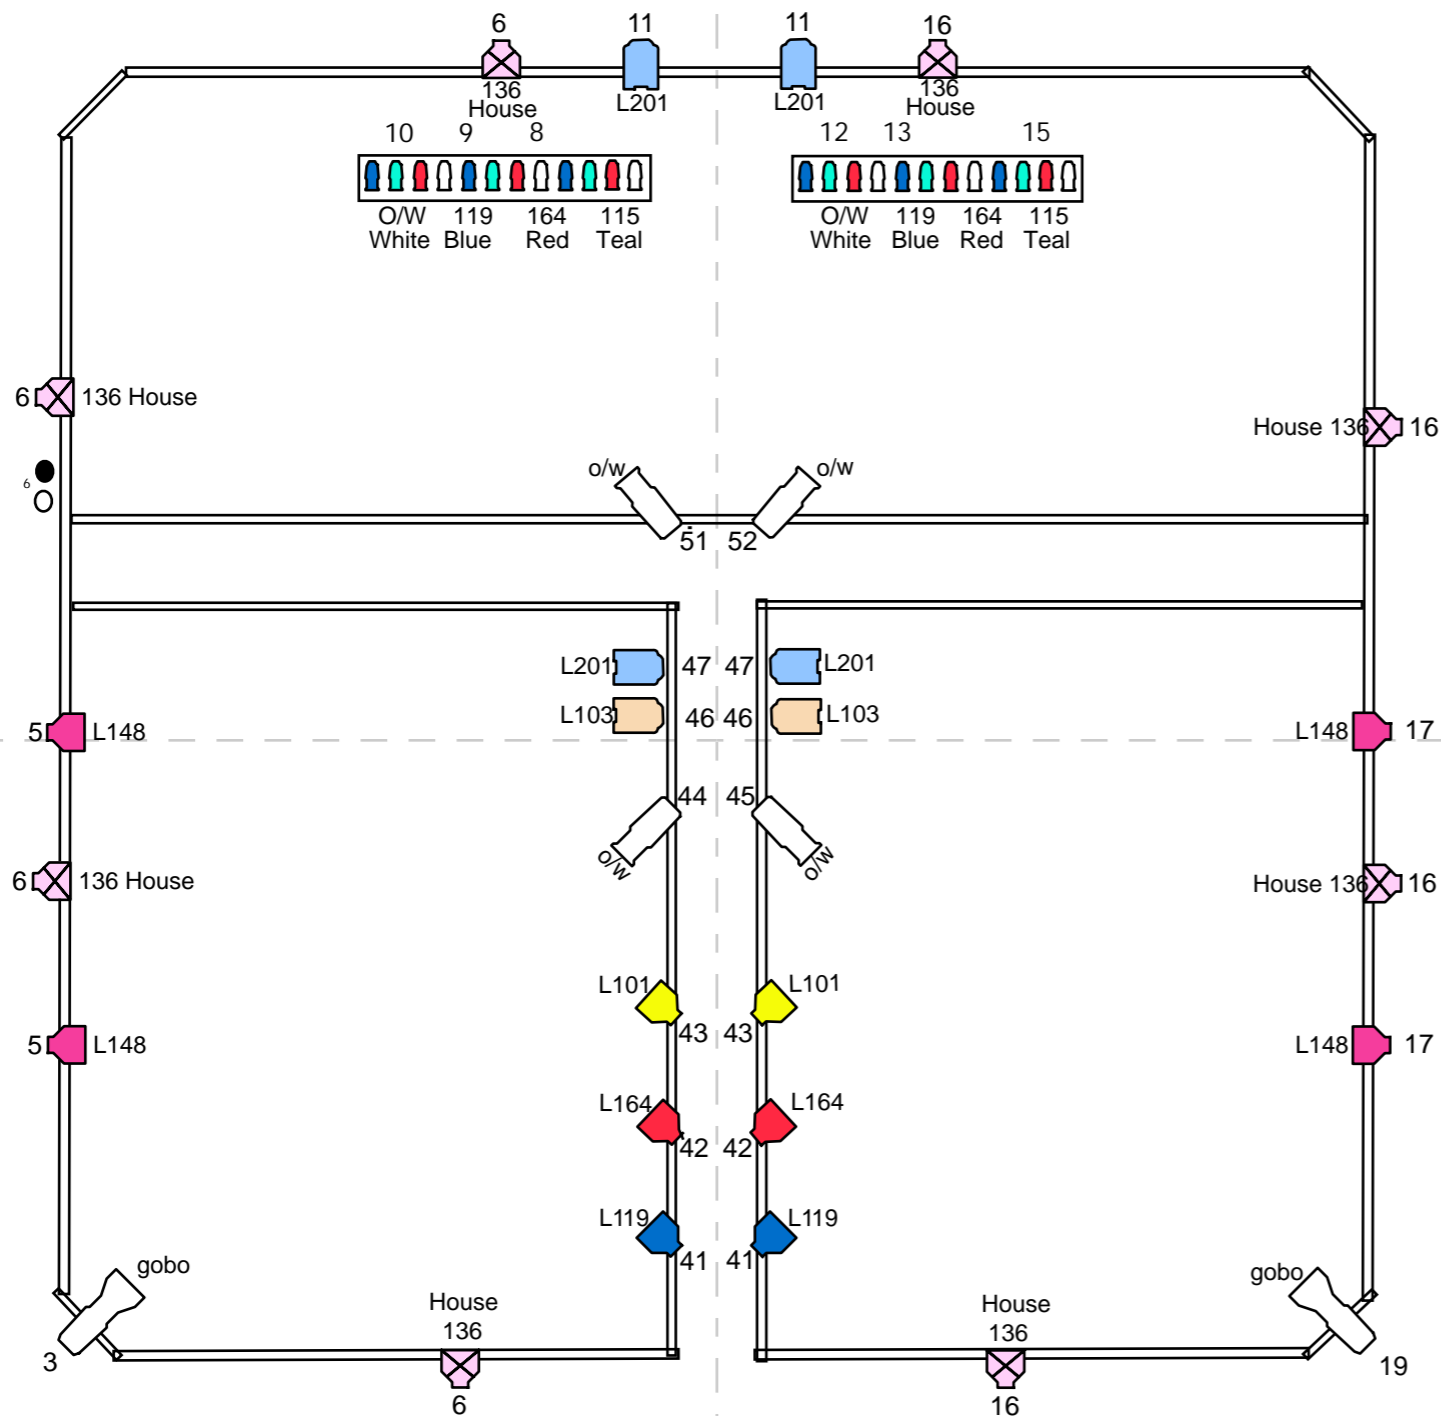 6 11 11 16
136 L201 L201 136
House House
10 9 8 12 13 15
O/W 119 164 115 O/W 119 164 115
White Blue Red Teal White Blue Red Teal
6 136 House House 136 16
o/w o/w
6
51 52
L201 47 47 L201
L103 46 46 L103
5 L148 L148 17
44 45
o/w o/w
6 136 House House 136 16
L101 L101
43 43
5 L148 L148 17
L164 L164
42 42
L119 L119
41 41
gobo gobo
House House
136 136
3 19
6 16